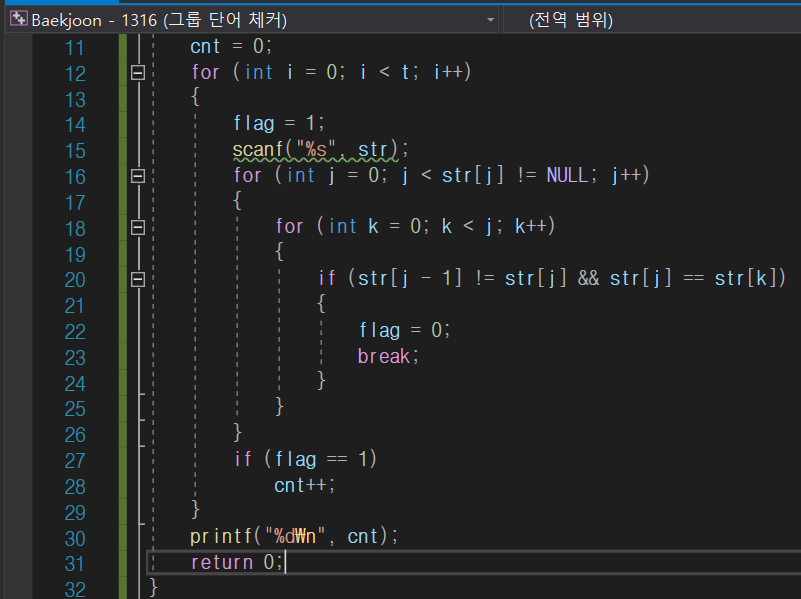 Baekjoon - 1316 (그룹 단어 체커) (전역 범위)
11 cnt = 0;
12 for (int i = 0; i < t; i++)
13 {
14 flag = 1;
15 scanf("%s", str);
16 for (int j = 0; j < str[j] != NULL; j++)
17 {
18 for (int k = 0; k < j; k++)
19 {
20 if (str[j - 1] != str[j] && str[j] == str[k])
21 {
22 flag = 0;
23 break;
24 }
25 }
26 }
27 if (flag == 1)
28 cnt++;
29 }
30 printf("%d₩n", cnt);
31 return 0;
32 }